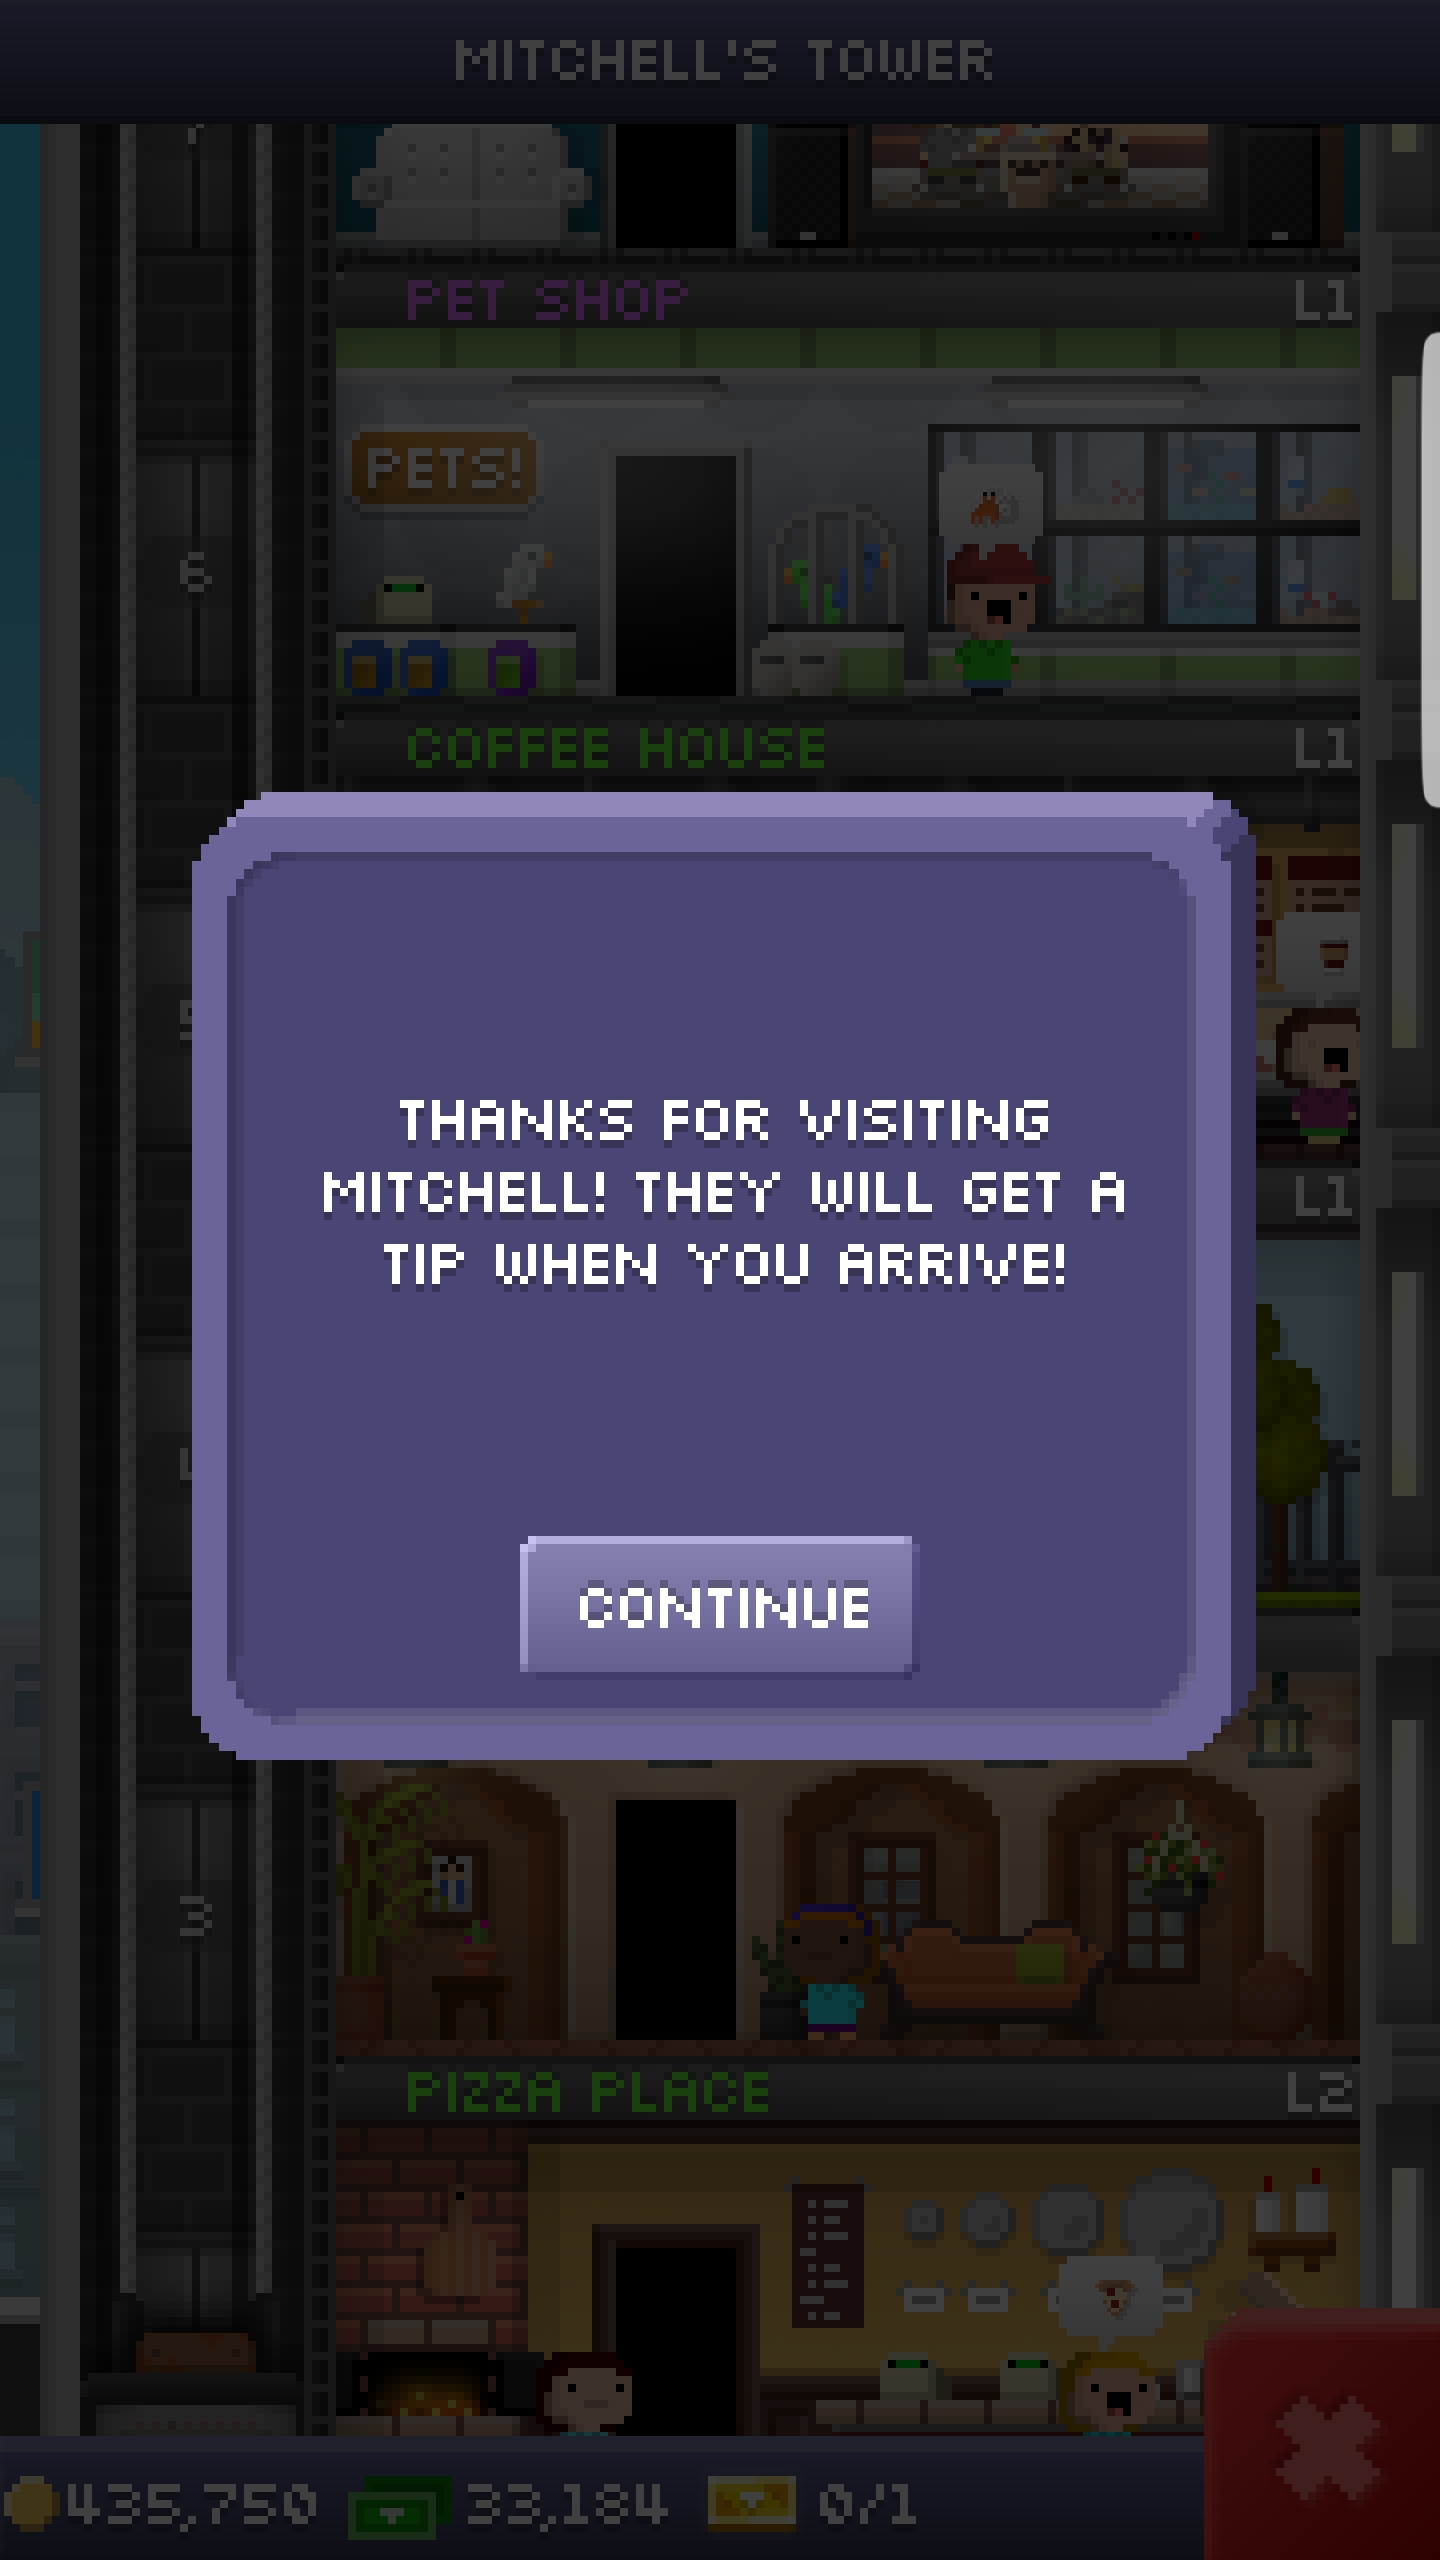 MITCHELL'S TOWER
PET SHOP L1
PETS!
6
COFFEE HOUSE L1
THANKS FOR VISITING
MITCHELL! THEY WILL GET A
TIP WHEN YOU ARRIVE!
L1
CONTINUE
3
PIZZA PLACE L2
435,750 33,184 0/1